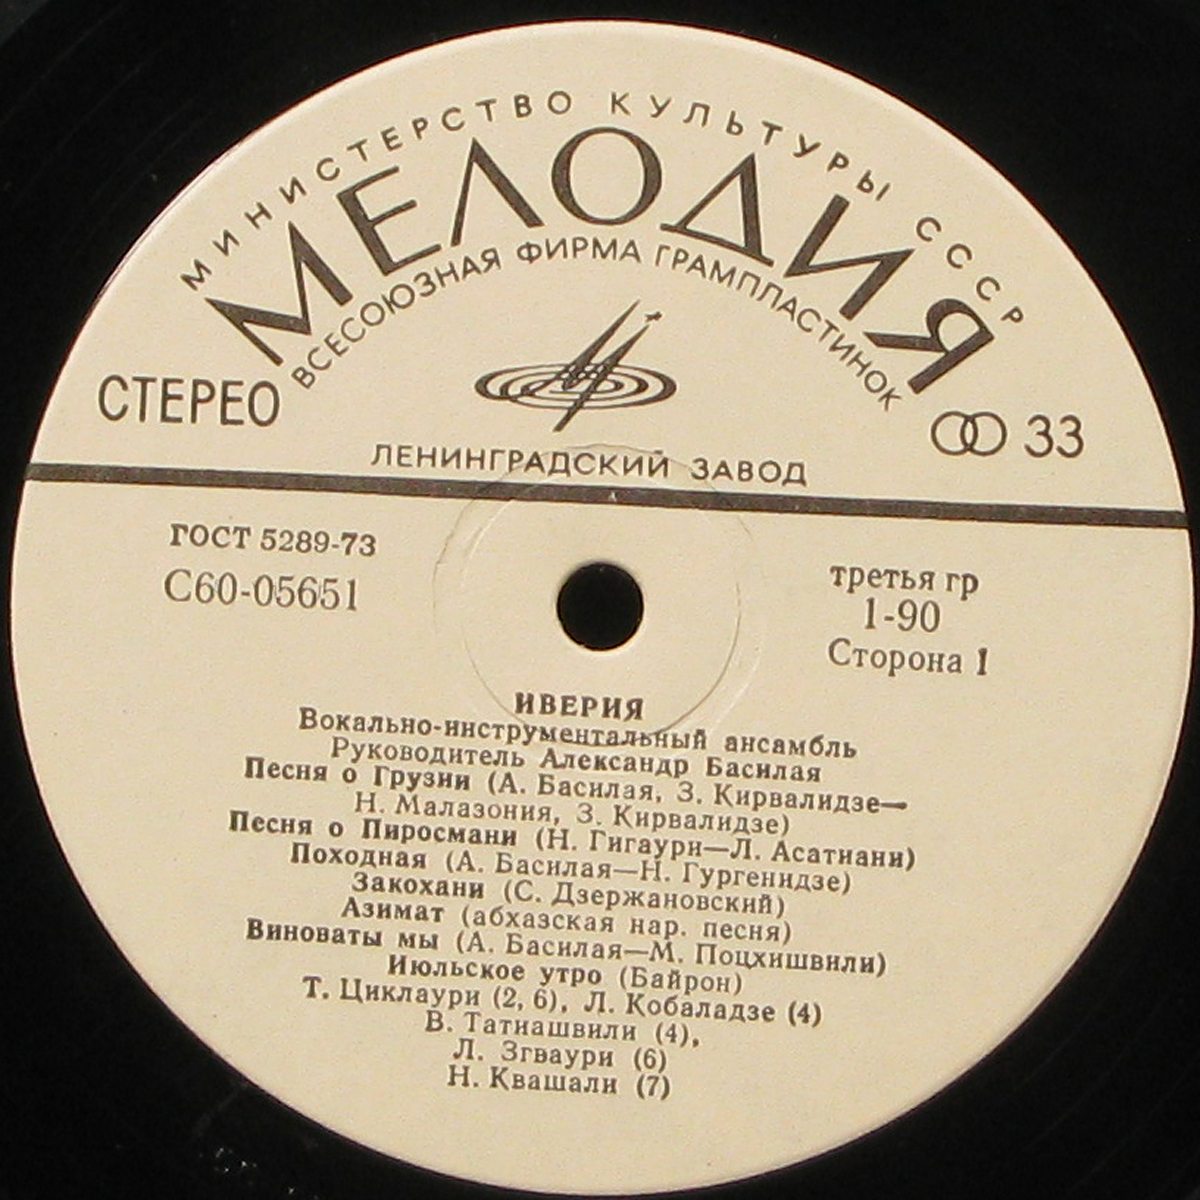 МИНИСТЕРСТВО КУЛЬТУРЫ СССР
МЕЛОДИЯ
ВСЕСОЮЗНАЯ ФИРМА ГРАМПЛАСТИНОК
СТЕРЕО
33
ЛЕНИНГРАДСКИЙ ЗАВОД
ГОСТ 5289-73
С60-05651
третья гр
1-90
Сторона 1
ИВЕРИЯ
Вокально-инструментальный ансамбль
Руководитель Александр Басилая
Песня о Грузии (А. Басилая, З. Кирвалидзе—
Н. Малазония, З. Кирвалидзе)
Песня о Пиросмани (Н. Гигаури—Л. Асатиани)
Походная (А. Басилая—Н. Гургенидзе)
Закохани (С. Дзержановский)
Азимат (абхазская нар. песня)
Виноваты мы (А. Басилая—М. Поцхишвили)
Июльское утро (Байрон)
Т. Циклаури (2, 6), Л. Кобаладзе (4)
В. Татиашвили (4),
Л. Згваури (6)
Н. Квашали (7)